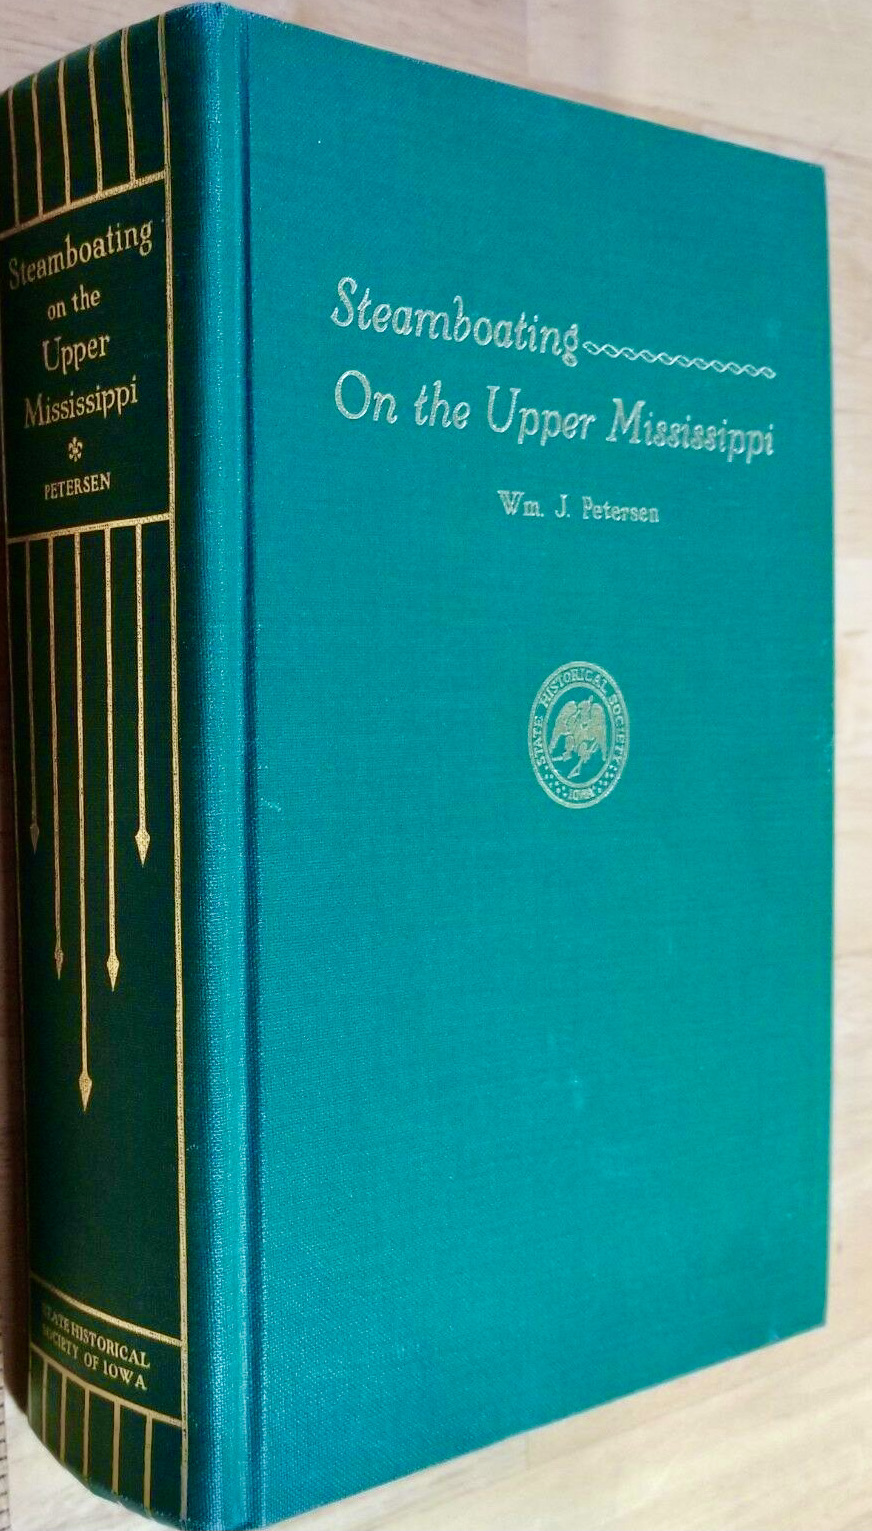 Steamboating
on the
Upper
Mississippi
PETERSEN
STATE HISTORICAL
SOCIETY OF IOWA
Steamboating
On the Upper Mississippi
Wm. J. Petersen
STATE HISTORICAL SOCIETY
IOWA